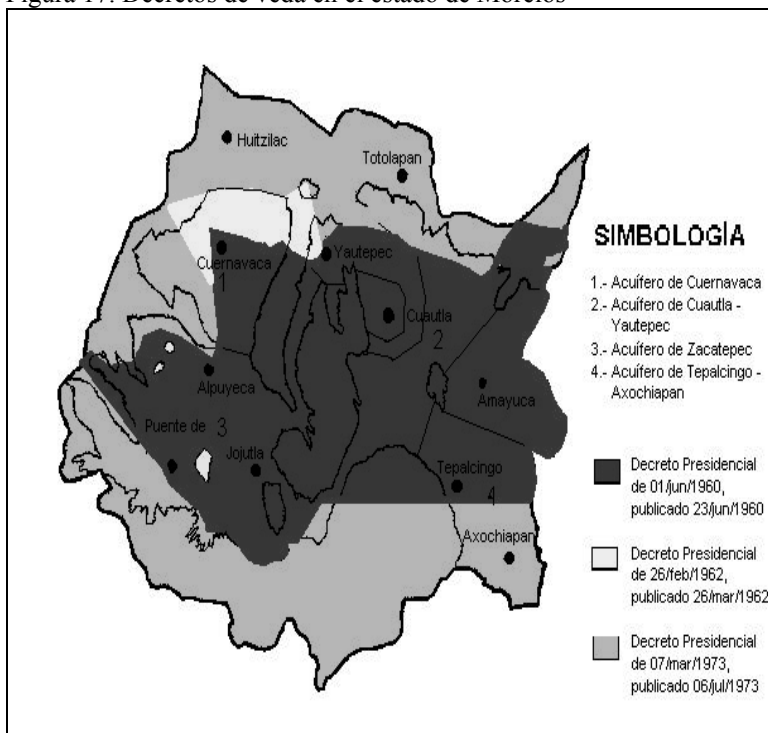 Figura 17. Decretos de veda en el estado de Morelos
Huitzilac
Totolapan
Cuernavaca
1
Yautepec
Cuautla
2
Alpuyeca
Amayuca
Puente de
3
Jojutla
Tepalcingo
4
Axochiapan
SIMBOLOGÍA
1.- Acuífero de Cuernavaca
2.- Acuífero de Cuautla -
Yautepec
3.- Acuífero de Zacatepec
4.- Acuífero de Tepalcingo -
Axochiapan
Decreto Presidencial
de 01/jun/1960,
publicado 23/jun/1960
Decreto Presidencial
de 26/feb/1962,
publicado 26/mar/1962
Decreto Presidencial
de 07/mar/1973,
publicado 06/jul/1973